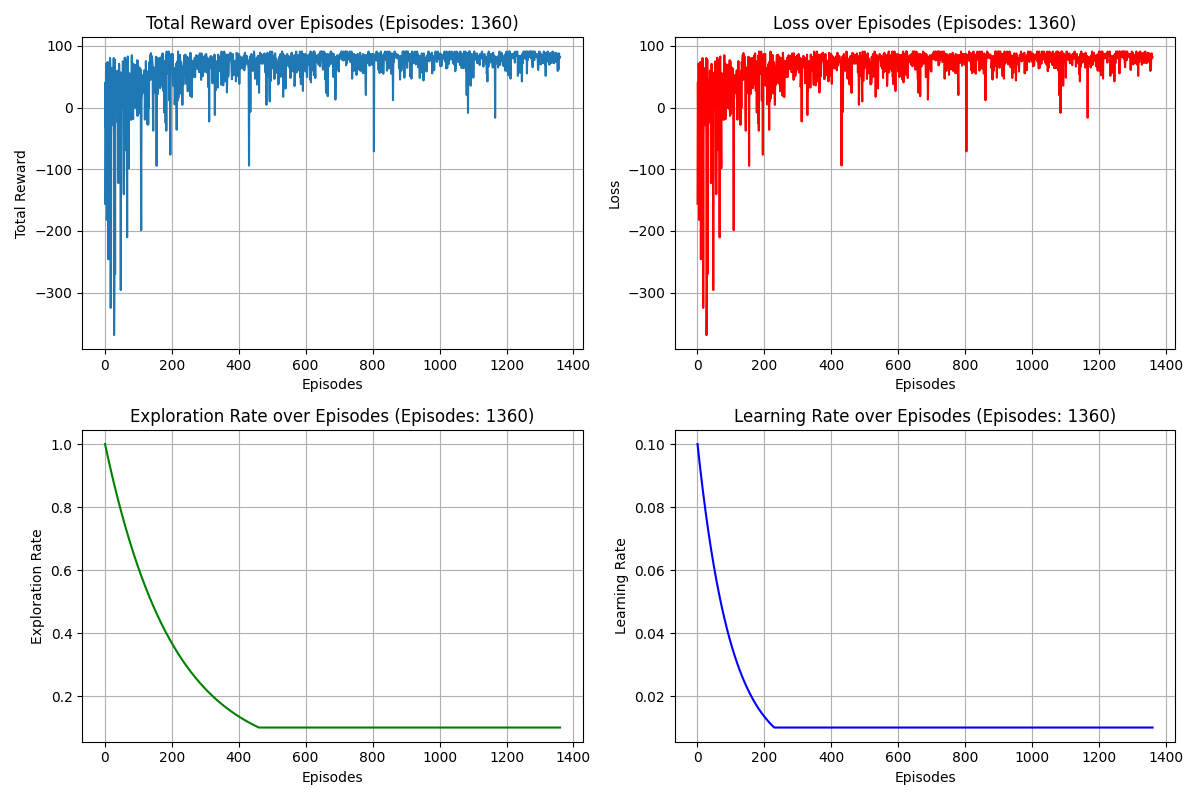 Total Reward over Episodes (Episodes: 1360)
100
0
−100
−200
−300
Total Reward
0 200 400 600 800 1000 1200 1400
Episodes
Loss over Episodes (Episodes: 1360)
100
0
−100
−200
−300
Loss
0 200 400 600 800 1000 1200 1400
Episodes
Exploration Rate over Episodes (Episodes: 1360)
1.0
0.8
0.6
0.4
0.2
Exploration Rate
0 200 400 600 800 1000 1200 1400
Episodes
Learning Rate over Episodes (Episodes: 1360)
0.10
0.08
0.06
0.04
0.02
Learning Rate
0 200 400 600 800 1000 1200 1400
Episodes